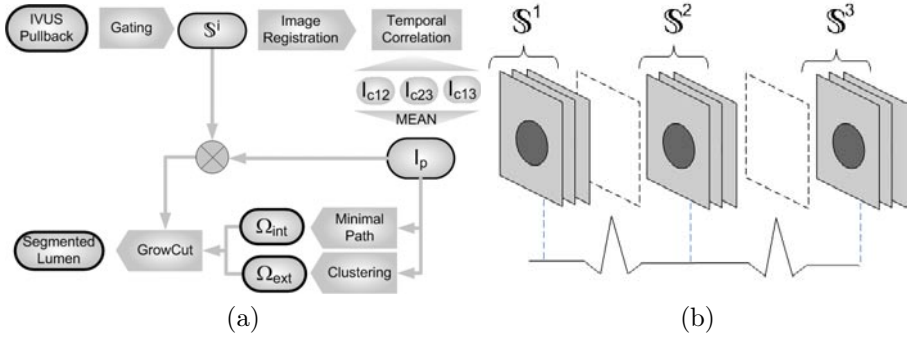 IVUS
Pullback
Gating
𝕊ⁱ
Image
Registration
Temporal
Correlation
I_c12 I_c23 I_c13
MEAN
I_p
Ω_int
Minimal
Path
Segmented
Lumen
GrowCut
Ω_ext
Clustering
(a)
𝕊¹ 𝕊² 𝕊³
(b)